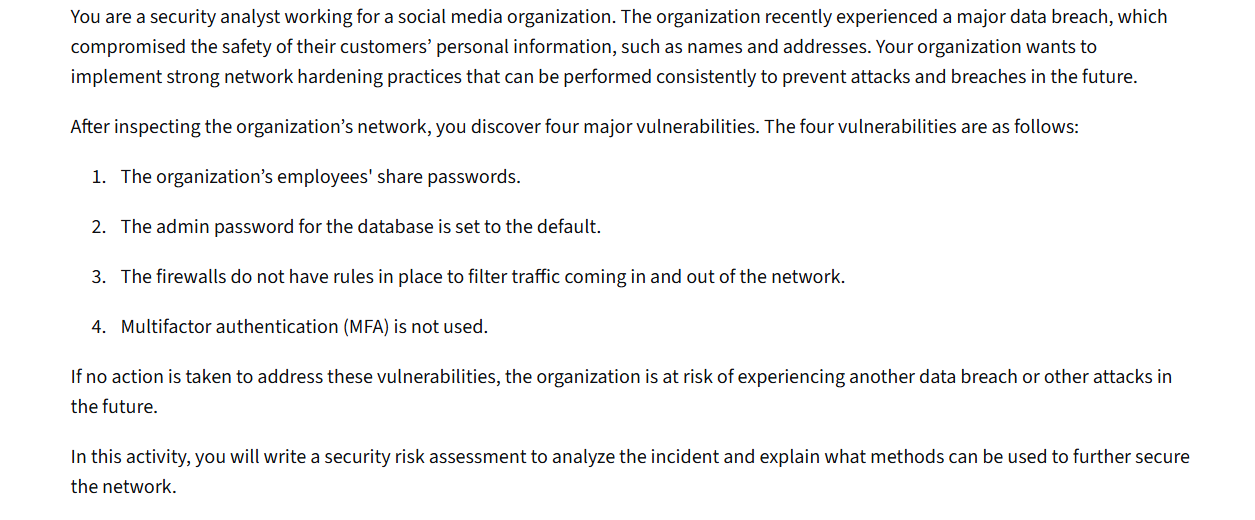 You are a security analyst working for a social media organization. The organization recently experienced a major data breach, which
compromised the safety of their customers’ personal information, such as names and addresses. Your organization wants to
implement strong network hardening practices that can be performed consistently to prevent attacks and breaches in the future.
After inspecting the organization’s network, you discover four major vulnerabilities. The four vulnerabilities are as follows:
1. The organization’s employees' share passwords.
2. The admin password for the database is set to the default.
3. The firewalls do not have rules in place to filter traffic coming in and out of the network.
4. Multifactor authentication (MFA) is not used.
If no action is taken to address these vulnerabilities, the organization is at risk of experiencing another data breach or other attacks in
the future.
In this activity, you will write a security risk assessment to analyze the incident and explain what methods can be used to further secure
the network.